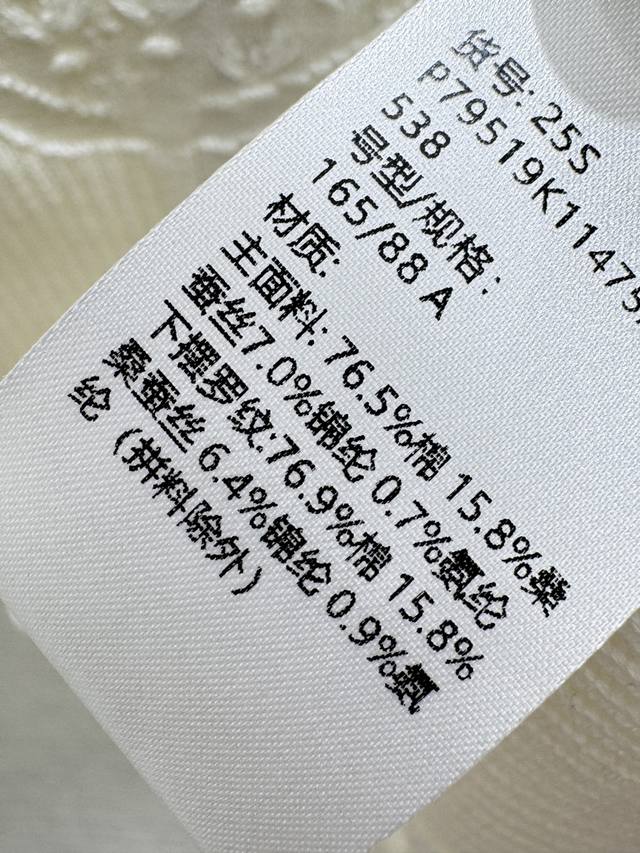 货号: 25S
P79519K11475
538
号型/规格:
165/88 A
材质:
主面料: 76.5%棉 15.8%桑
蚕丝7.0%锦纶 0.7%氨纶
下摆罗纹:76.9%棉 15.8%
桑蚕丝 6.4%锦纶 0.9%氨
纶（拼料除外）